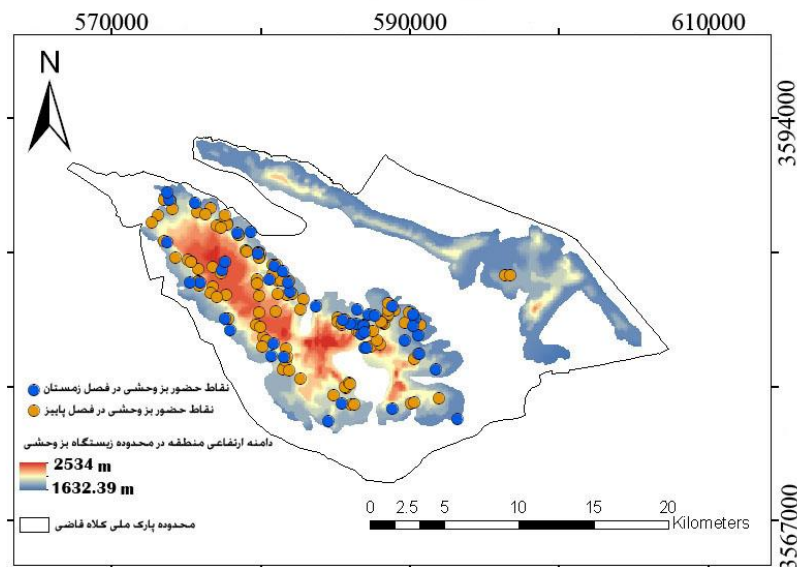 570000 590000 610000
N
3594000
نقاط حضور بز وحشی در فصل زمستان
نقاط حضور بز وحشی در فصل پاییز
دامنه ارتفاعی منطقه در محدوده زیستگاه بز وحشی
2534 m
1632.39 m
محدوده پارک ملی کلاه قاضی
0 2.5 5 10 15 20
Kilometers
3567000